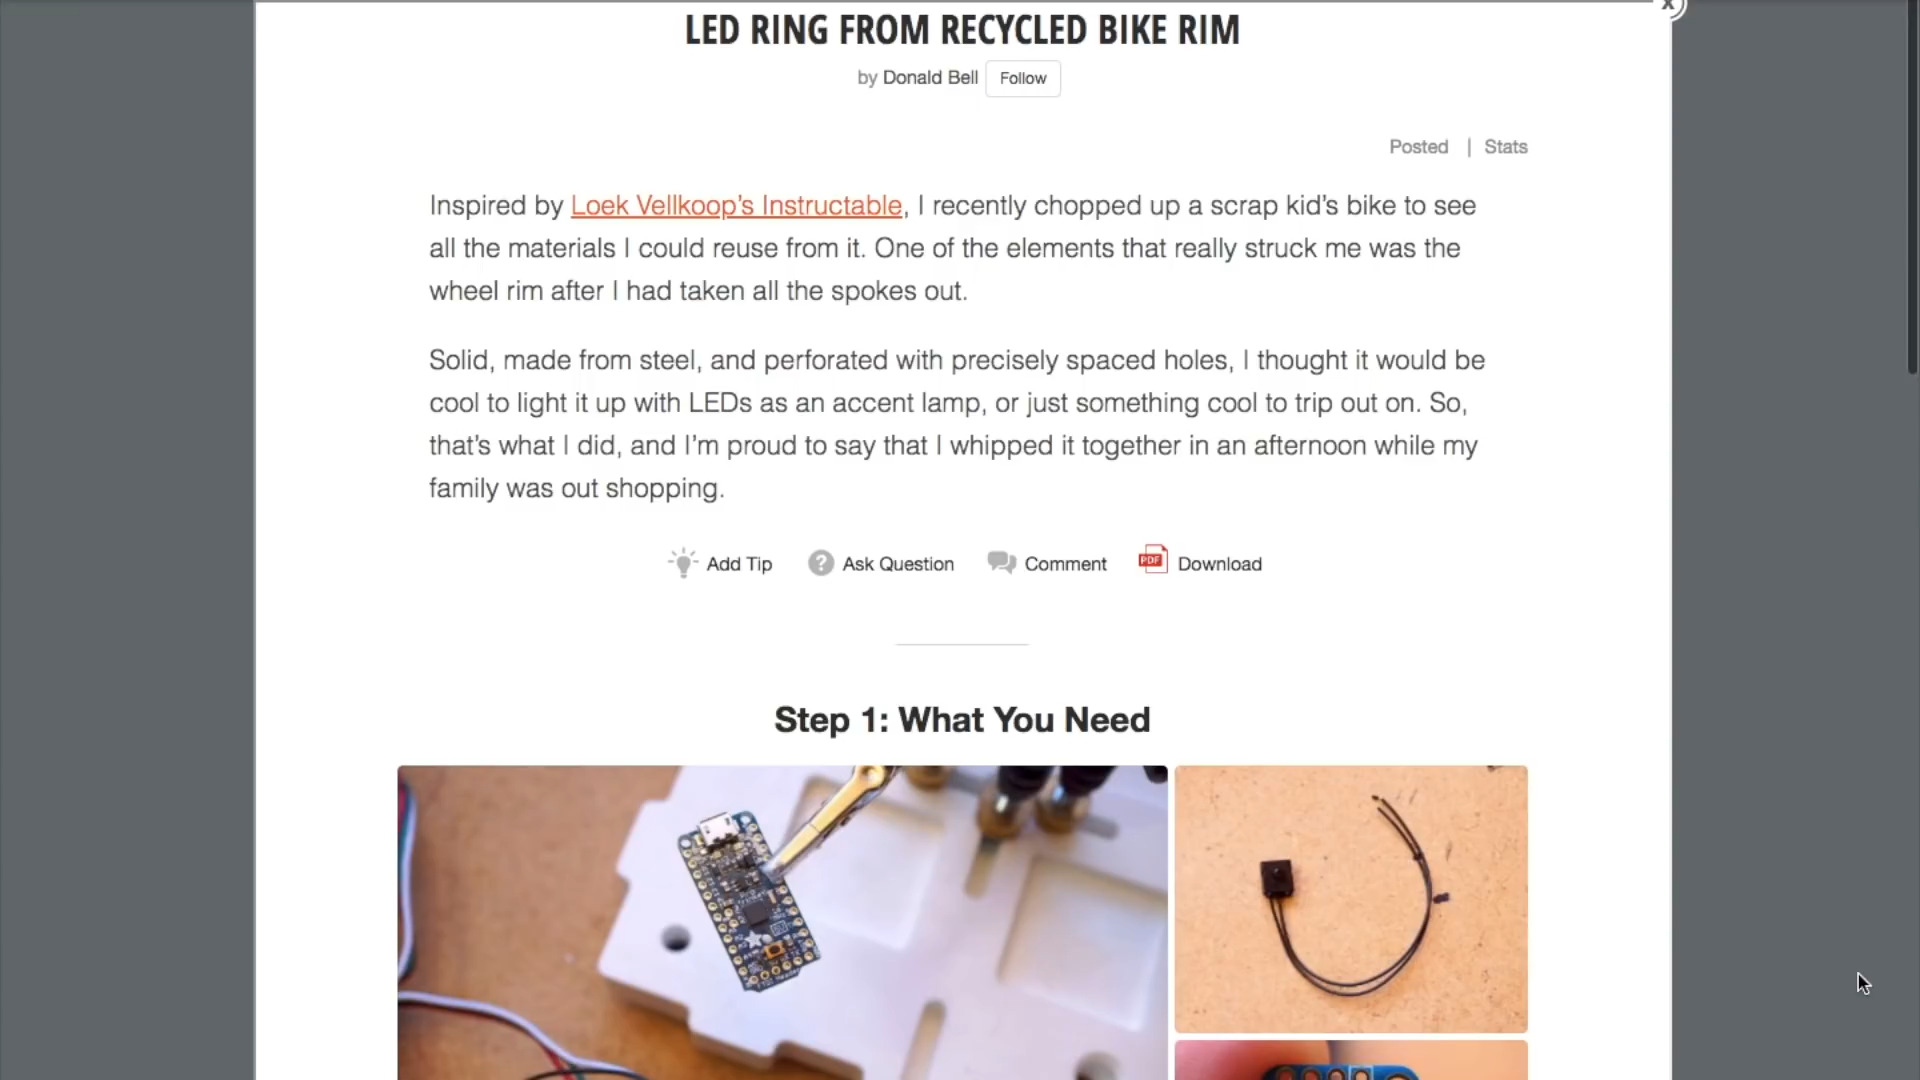 LED RING FROM RECYCLED BIKE RIM
by Donald Bell Follow
Posted | Stats
Inspired by Loek Vellkoop's Instructable, I recently chopped up a scrap kid's bike to see
all the materials I could reuse from it. One of the elements that really struck me was the
wheel rim after I had taken all the spokes out.
Solid, made from steel, and perforated with precisely spaced holes, I thought it would be
cool to light it up with LEDs as an accent lamp, or just something cool to trip out on. So,
that's what I did, and I'm proud to say that I whipped it together in an afternoon while my
family was out shopping.
Add Tip ? Ask Question Comment PDF Download
Step 1: What You Need